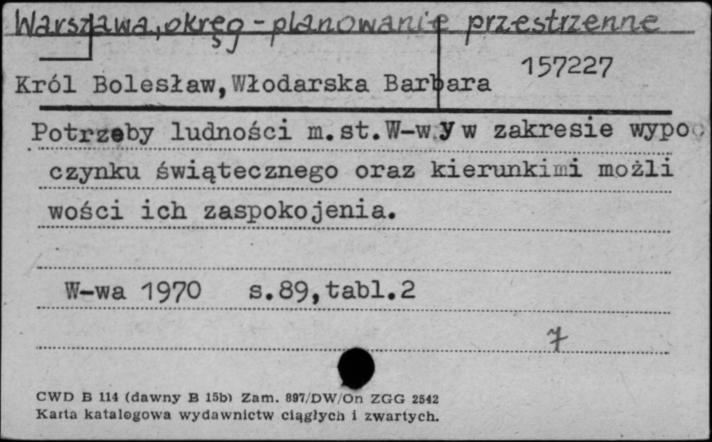 Warszawa, okręg - planowanie przestrzenne
157227
Król Bolesław, Włodarska Barbara
Potrzeby ludności m.st.W-wy w zakresie wypo
czynku świątecznego oraz kierunkimi możli
wości ich zaspokojenia.
W-wa 1970 s.89, tabl.2
7
CWD B 114 (dawny B 15b) Zam. 897/DW/On ZGG 2542
Karta katalogowa wydawnictw ciągłych i zwartych.